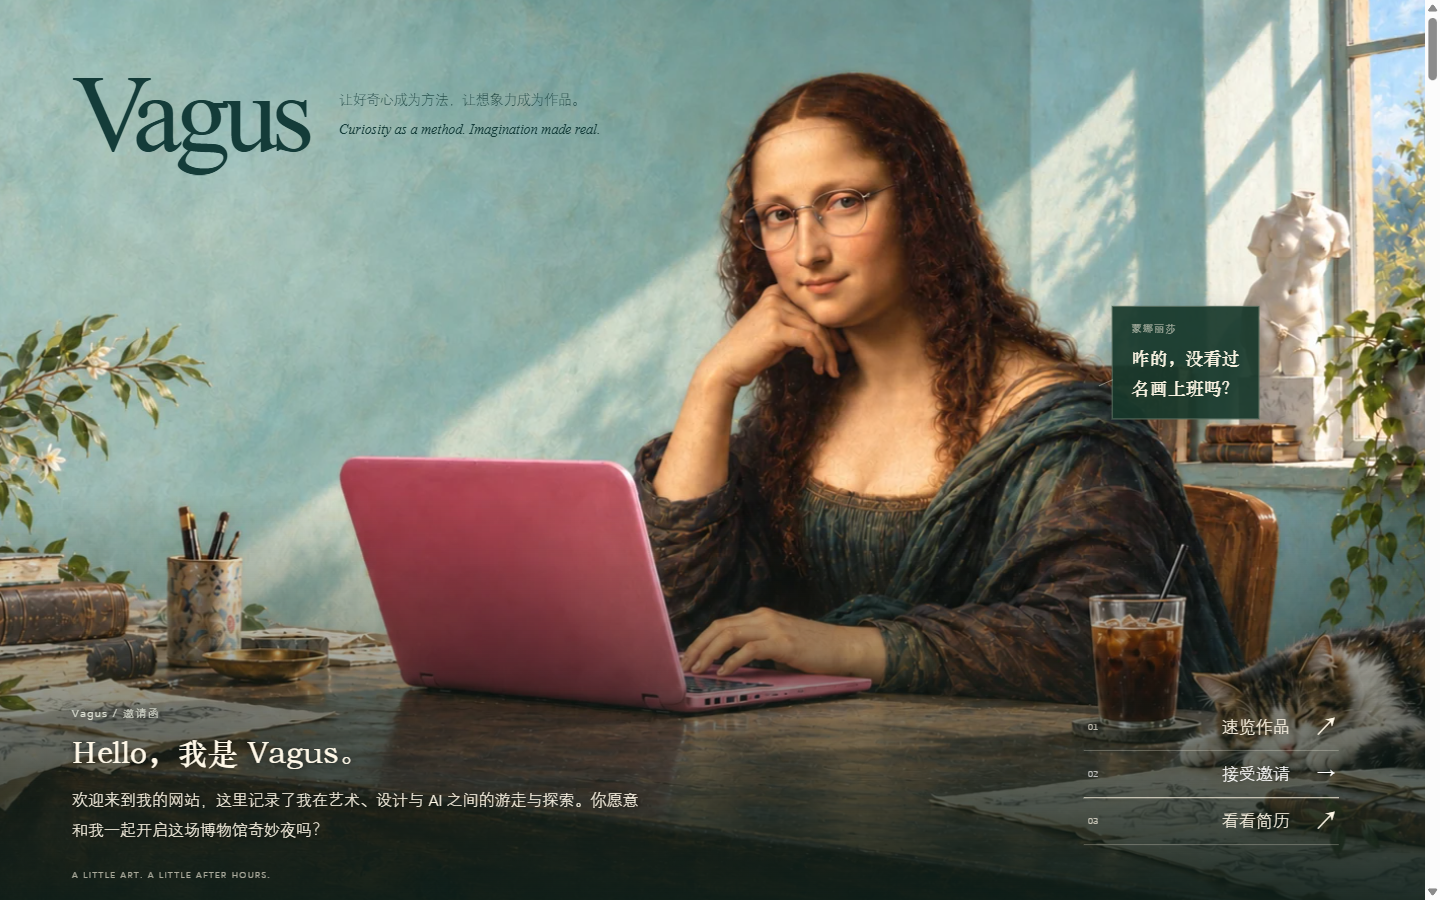 Vagus
让好奇心成为方法，让想象力成为作品。
Curiosity as a method. Imagination made real.
蒙娜丽莎
咋的，没看过
名画上班吗？
Vagus / 邀请函
Hello，我是 Vagus。
欢迎来到我的网站，这里记录了我在艺术、设计与 AI 之间的游走与探索。你愿意
和我一起开启这场博物馆奇妙夜吗？
A LITTLE ART. A LITTLE AFTER HOURS.
01 速览作品 ↗
02 接受邀请 →
03 看看简历 ↗